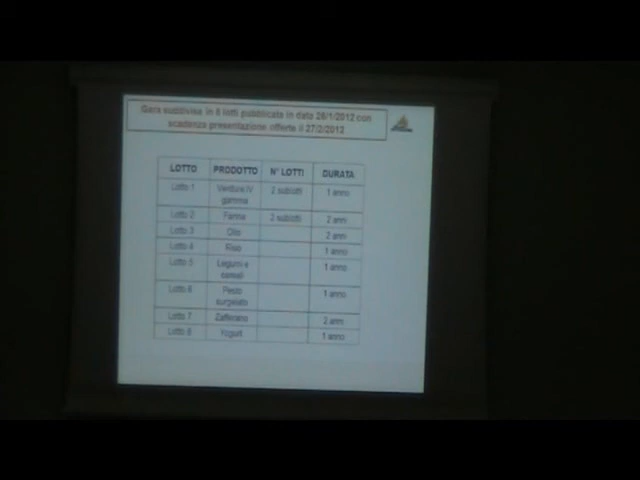 Gara suddivisa in 8 lotti pubblicata in data 26/1/2012 con
scadenza presentazione offerte il 27/2/2012
LOTTO PRODOTTO N° LOTTI DURATA
Lotto 1 Verdure IV gamma 2 sublotti 1 anno
Lotto 2 Farine 2 sublotti 2 anni
Lotto 3 Olio 2 anni
Lotto 4 Riso 1 anno
Lotto 5 Legumi e cereali 1 anno
Lotto 6 Pesto surgelato 1 anno
Lotto 7 Zafferano 2 anni
Lotto 8 Yogurt 1 anno